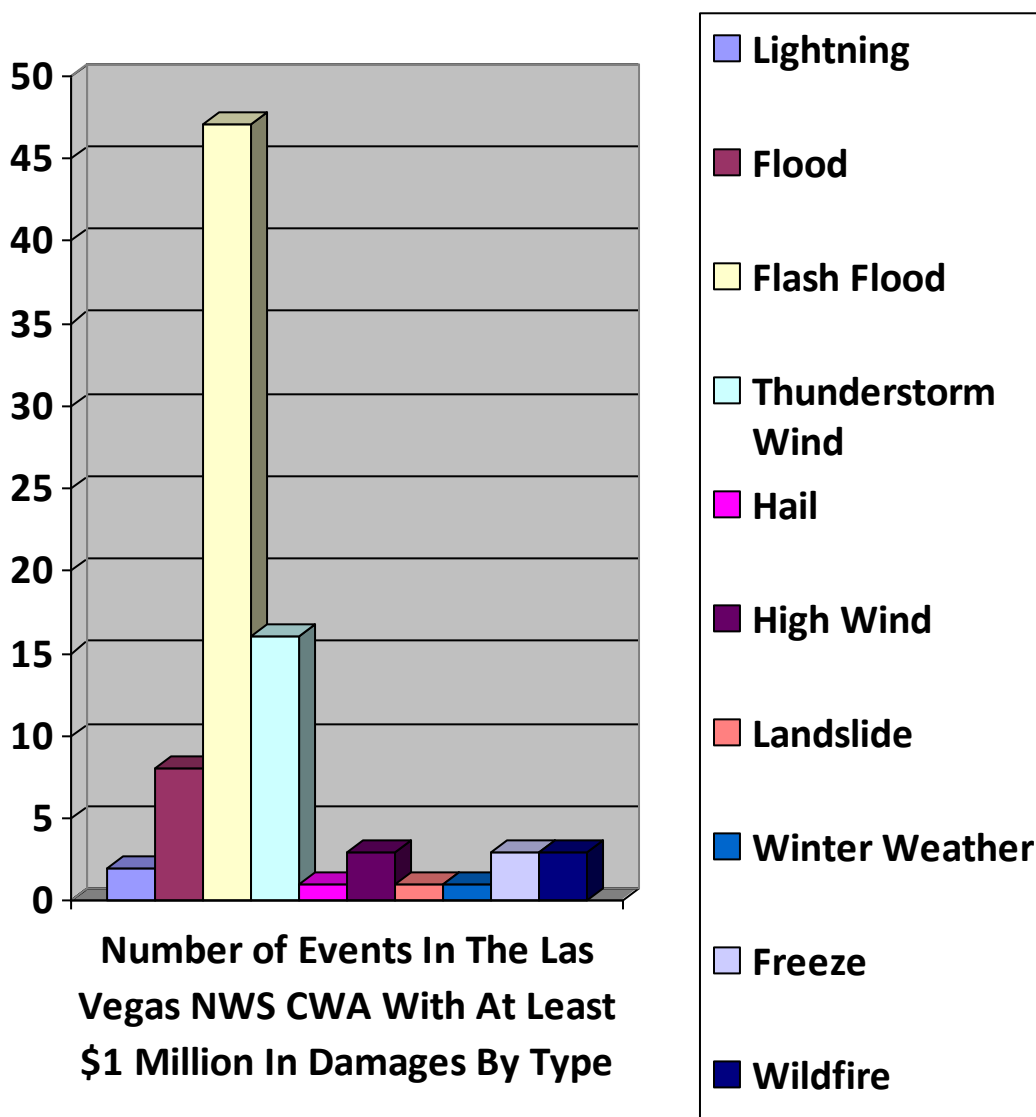 50
45
40
35
30
25
20
15
10
5
0
Number of Events In The Las
Vegas NWS CWA With At Least
$1 Million In Damages By Type
Lightning
Flood
Flash Flood
Thunderstorm
Wind
Hail
High Wind
Landslide
Winter Weather
Freeze
Wildfire